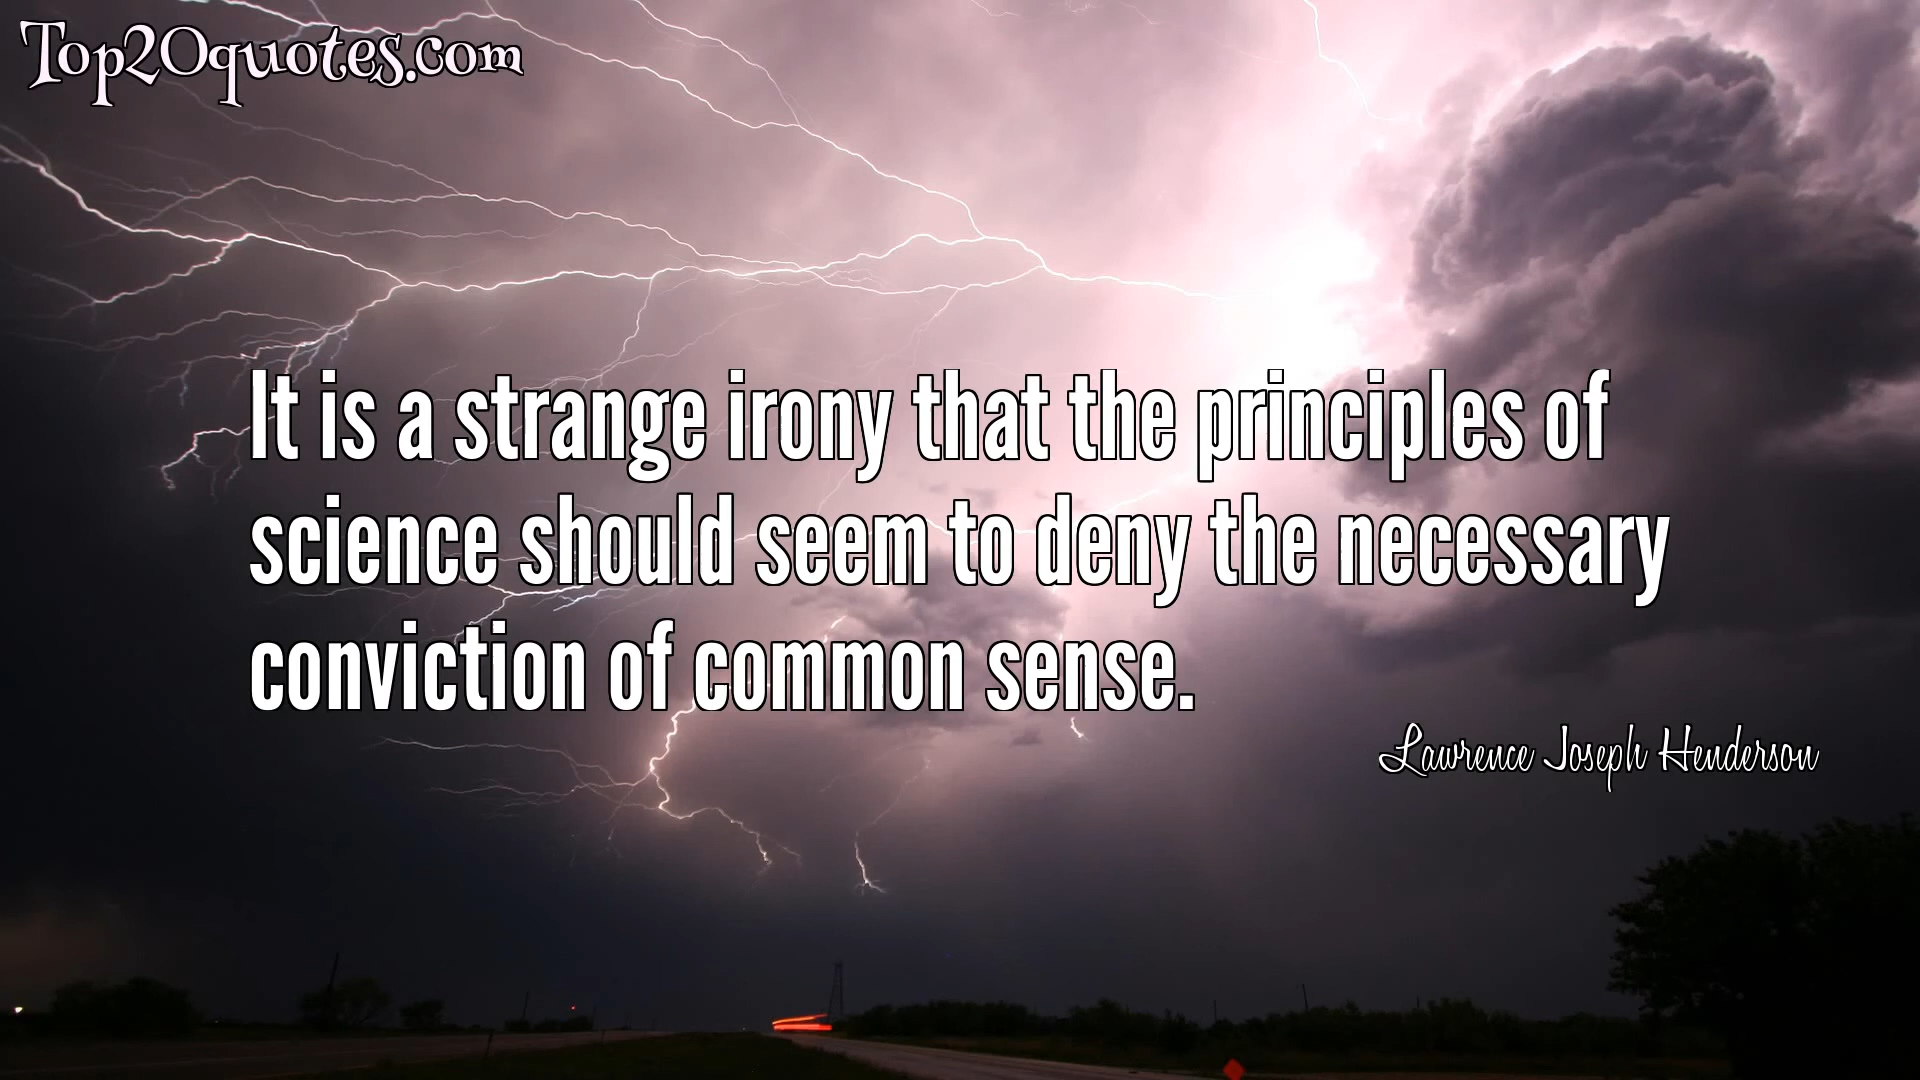 Top20quotes.com
It is a strange irony that the principles of
science should seem to deny the necessary
conviction of common sense.
Lawrence Joseph Henderson